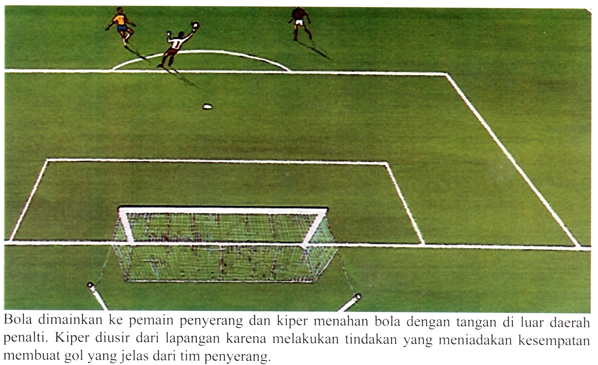 Bola dimainkan ke pemain penyerang dan kiper menahan bola dengan tangan di luar daerah
penalti. Kiper diusir dari lapangan karena melakukan tindakan yang meniadakan kesempatan
membuat gol yang jelas dari tim penyerang.